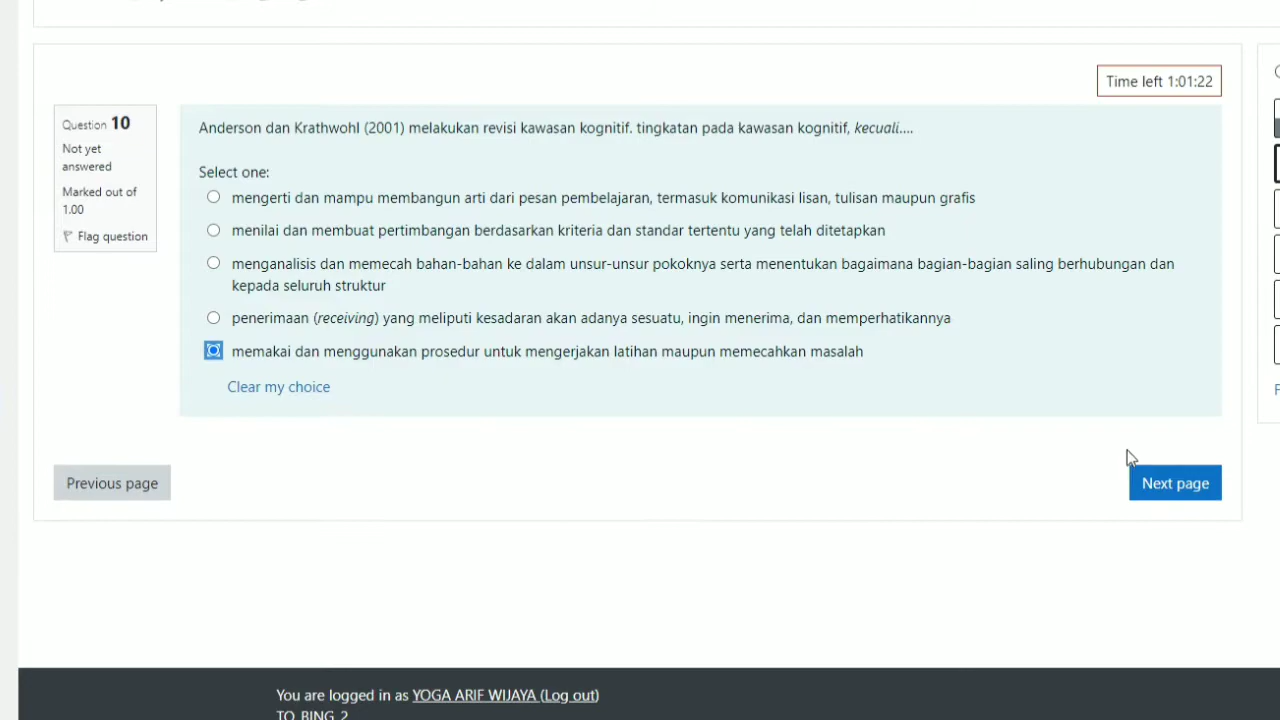 Time left 1:01:22
Question 10
Not yet
answered
Marked out of
1.00
Flag question
Anderson dan Krathwohl (2001) melakukan revisi kawasan kognitif. tingkatan pada kawasan kognitif, kecuali....
Select one:
mengerti dan mampu membangun arti dari pesan pembelajaran, termasuk komunikasi lisan, tulisan maupun grafis
menilai dan membuat pertimbangan berdasarkan kriteria dan standar tertentu yang telah ditetapkan
menganalisis dan memecah bahan-bahan ke dalam unsur-unsur pokoknya serta menentukan bagaimana bagian-bagian saling berhubungan dan
kepada seluruh struktur
penerimaan (receiving) yang meliputi kesadaran akan adanya sesuatu, ingin menerima, dan memperhatikannya
memakai dan menggunakan prosedur untuk mengerjakan latihan maupun memecahkan masalah
Clear my choice
Previous page
Next page
You are logged in as YOGA ARIF WIJAYA (Log out)
TO_BING_2